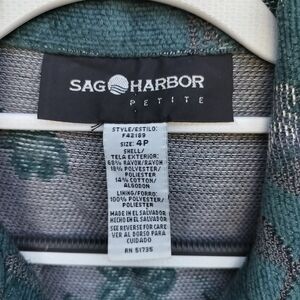 SAG HARBOR
PETITE
STYLE/ESTILO:
F42189
SIZE: 4P
SHELL/
TELA EXTERIOR:
68% RAYON/RAYON
18% POLYESTER/
POLIESTER
14% COTTON/
ALGODON
LINING/FORRO:
100% POLYESTER/
POLIESTER
MADE IN EL SALVADOR
HECHO EN EL SALVADOR
SEE REVERSE FOR CARE
VER AL DORSO PARA
CUIDADO
RN 51735